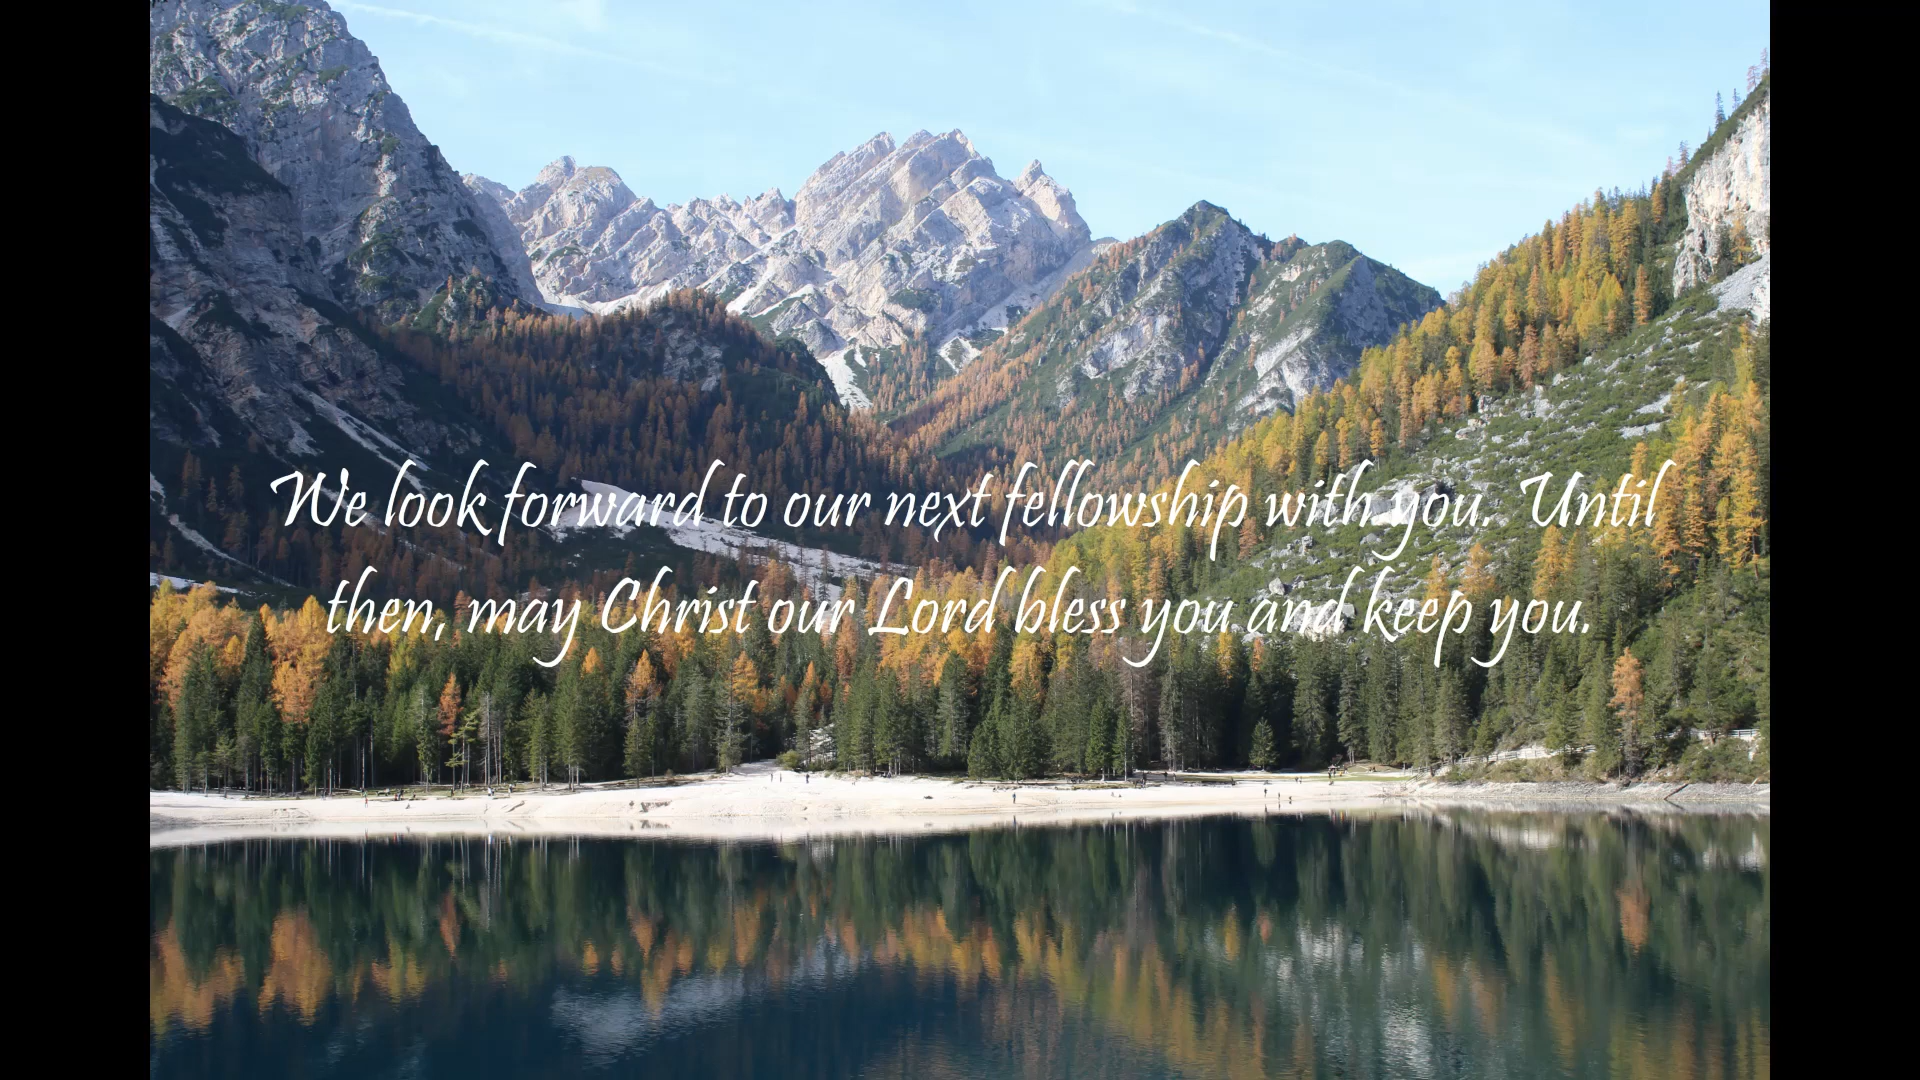 We look forward to our next fellowship with you. Until
then, may Christ our Lord bless you and keep you.